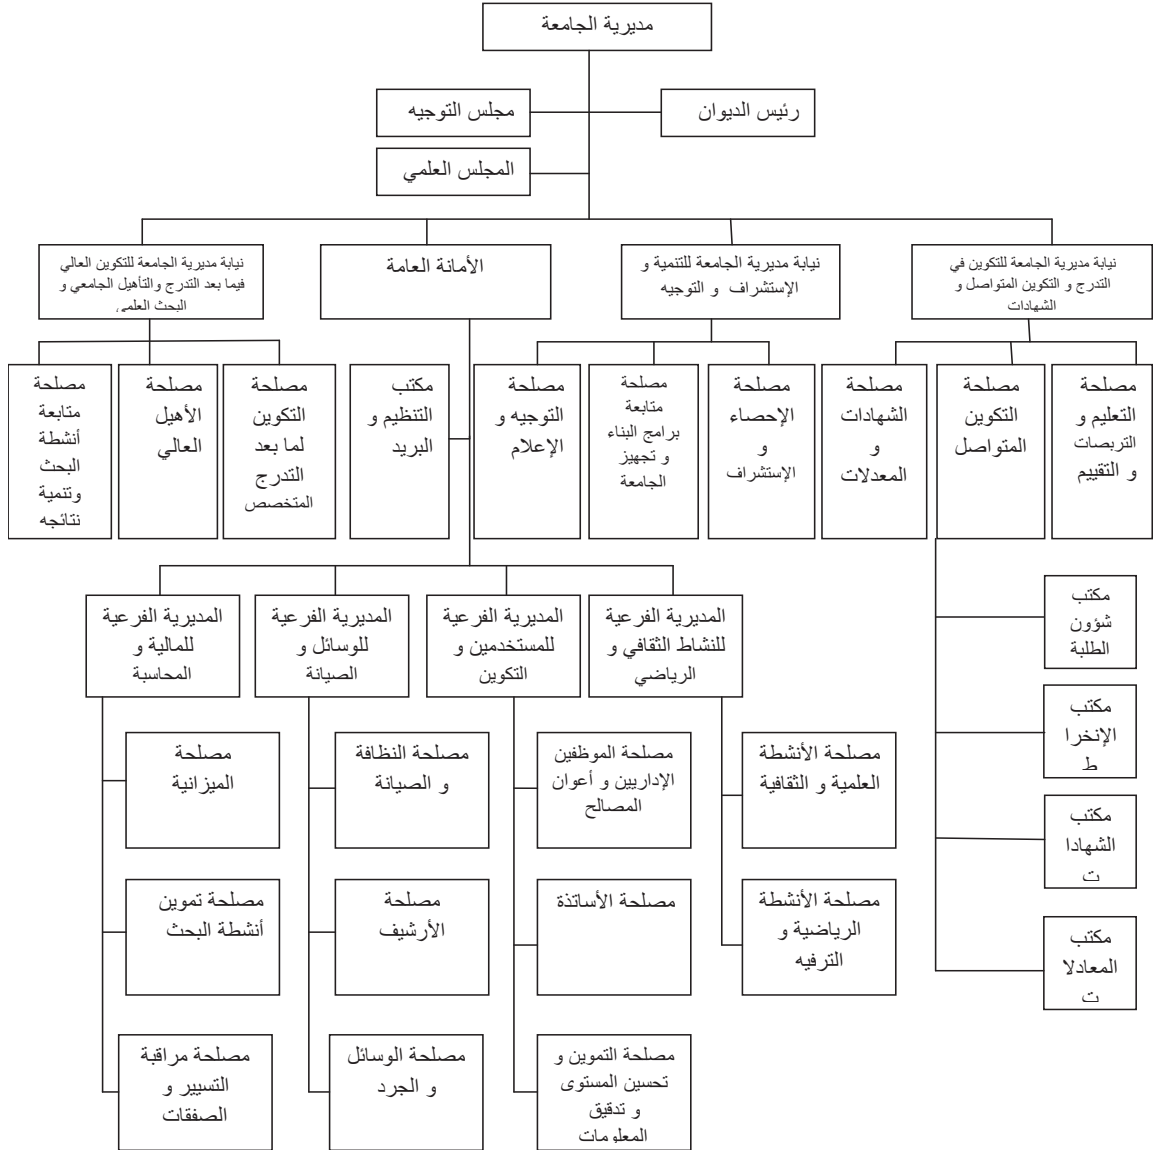 مديرية الجامعة
رئيس الديوان
مجلس التوجيه
المجلس العلمي
نيابة مديرية الجامعة للتكوين في
التدرج و التكوين المتواصل و
الشهادات
نيابة مديرية الجامعة للتنمية و
الإستشراف و التوجيه
الأمانة العامة
نيابة مديرية الجامعة للتكوين العالي
فيما بعد التدرج والتأهيل الجامعي و
البحث العلمي
مصلحة
التعليم و
التربصات
و التقييم
مصلحة
التكوين
المتواصل
مصلحة
الشهادات
و
المعدلات
مصلحة
الإحصاء
و
الإستشراف
مصلحة
متابعة
برامج البناء
و تجهيز
الجامعة
مصلحة
التوجيه و
الإعلام
مكتب
التنظيم و
البريد
مصلحة
التكوين
لما بعد
التدرج
المتخصص
مصلحة
الأهيل
العالي
مصلحة
متابعة
أنشطة
البحث
وتنمية
نتائجه
مكتب
شؤون
الطلبة
مكتب
الإنخرا
ط
مكتب
الشهادا
ت
مكتب
المعادلا
ت
المديرية الفرعية
للنشاط الثقافي و
الرياضي
المديرية الفرعية
للمستخدمين و
التكوين
المديرية الفرعية
للوسائل و
الصيانة
المديرية الفرعية
للمالية و
المحاسبة
مصلحة الأنشطة
العلمية و الثقافية
مصلحة الموظفين
الإداريين و أعوان
المصالح
مصلحة النظافة
و الصيانة
مصلحة
الميزانية
مصلحة الأنشطة
الرياضية و
الترفيه
مصلحة الأساتذة
مصلحة
الأرشيف
مصلحة تموين
أنشطة البحث
مصلحة التموين و
تحسين المستوى
و تدقيق
المعلومات
مصلحة الوسائل
و الجرد
مصلحة مراقبة
التسيير و
الصفقات